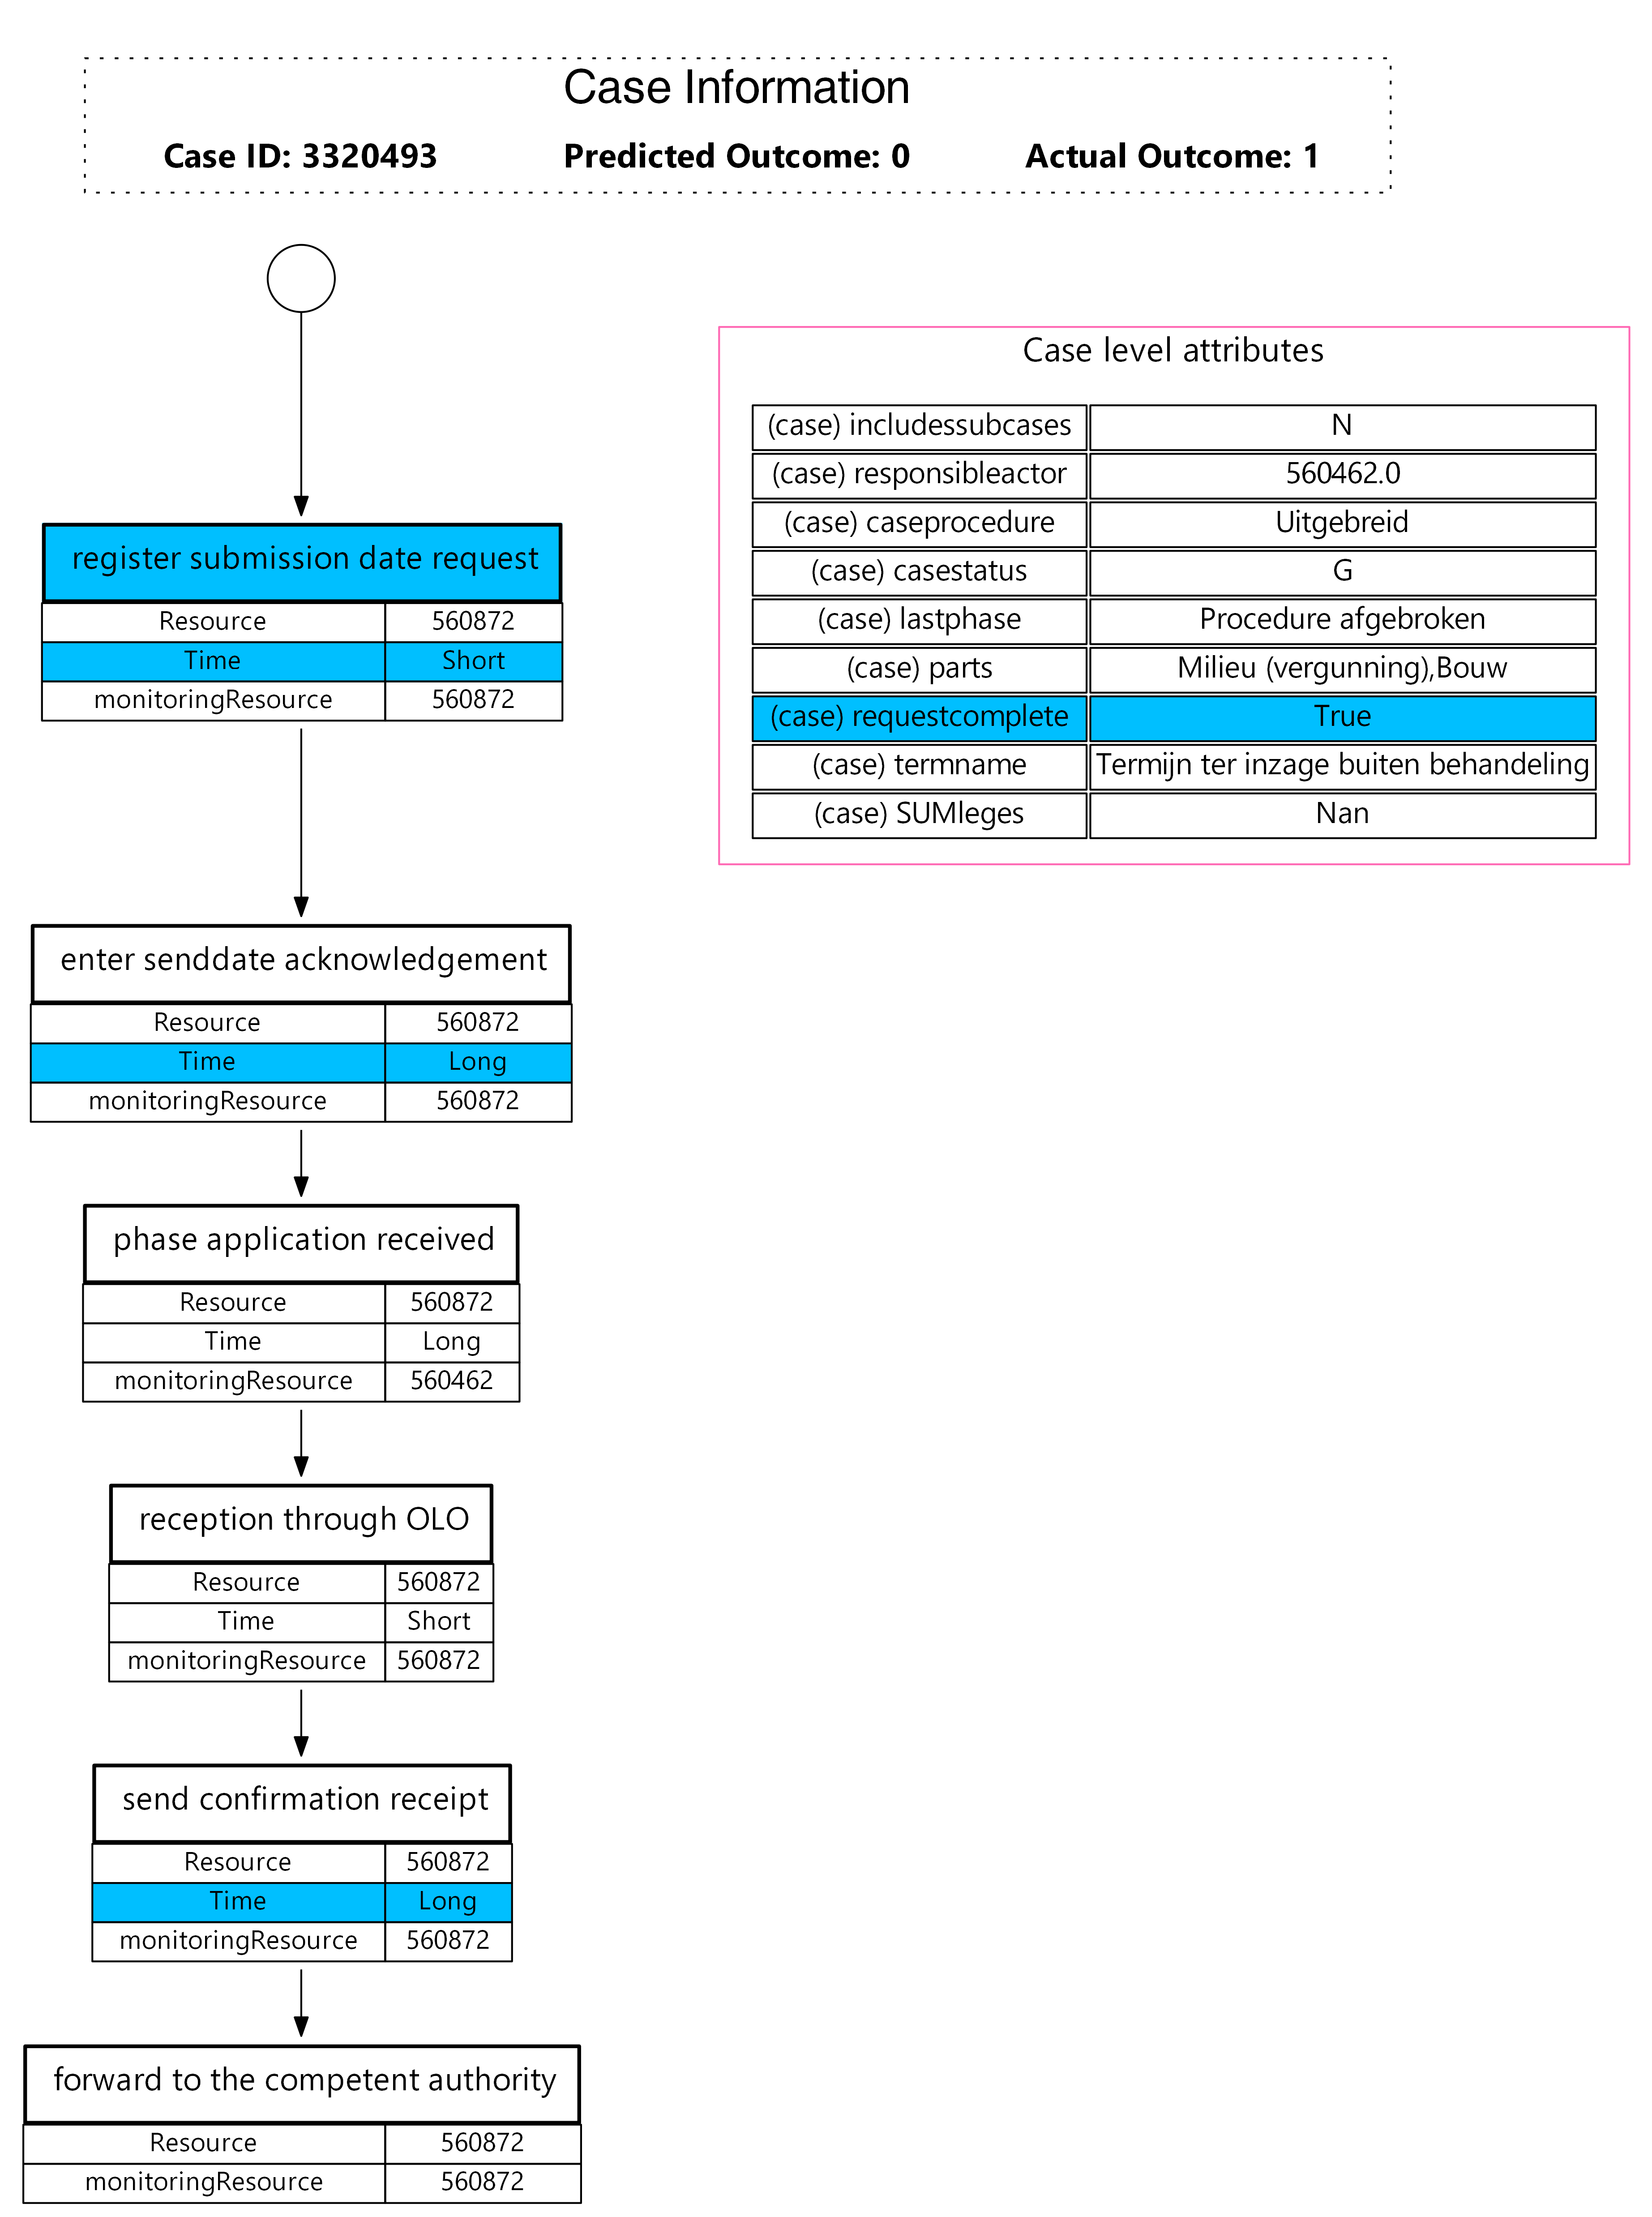 Case Information
Case ID: 3320493 Predicted Outcome: 0 Actual Outcome: 1
Case level attributes
(case) includessubcases N
(case) responsibleactor 560462.0
(case) caseprocedure Uitgebreid
(case) casestatus G
(case) lastphase Procedure afgebroken
(case) parts Milieu (vergunning),Bouw
(case) requestcomplete True
(case) termname Termijn ter inzage buiten behandeling
(case) SUMleges Nan
register submission date request
Resource 560872
Time Short
monitoringResource 560872
enter senddate acknowledgement
Resource 560872
Time Long
monitoringResource 560872
phase application received
Resource 560872
Time Long
monitoringResource 560462
reception through OLO
Resource 560872
Time Short
monitoringResource 560872
send confirmation receipt
Resource 560872
Time Long
monitoringResource 560872
forward to the competent authority
Resource 560872
monitoringResource 560872